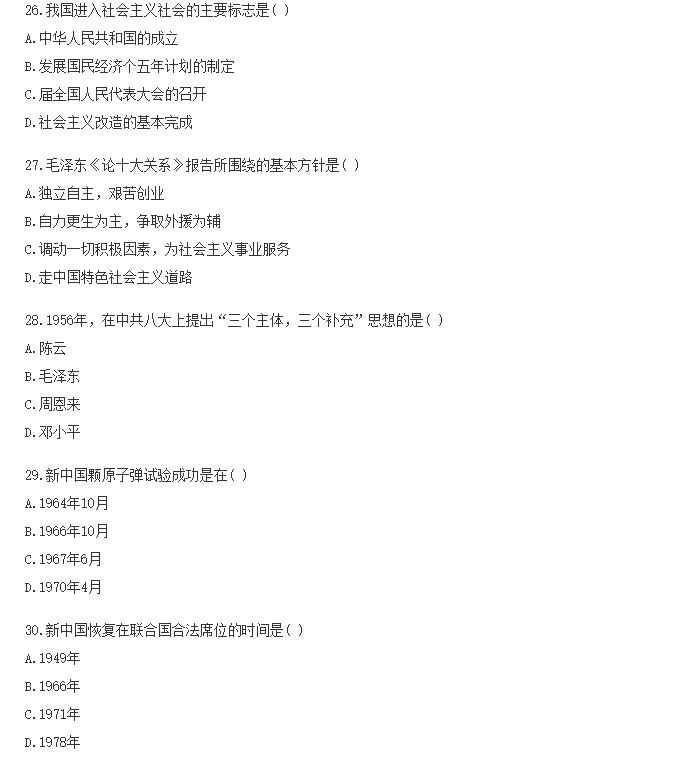 26.我国进入社会主义社会的主要标志是( )
A.中华人民共和国的成立
B.发展国民经济个五年计划的制定
C.届全国人民代表大会的召开
D.社会主义改造的基本完成
27.毛泽东《论十大关系》报告所围绕的基本方针是( )
A.独立自主，艰苦创业
B.自力更生为主，争取外援为辅
C.调动一切积极因素，为社会主义事业服务
D.走中国特色社会主义道路
28.1956年，在中共八大上提出“三个主体，三个补充”思想的是( )
A.陈云
B.毛泽东
C.周恩来
D.邓小平
29.新中国颗原子弹试验成功是在( )
A.1964年10月
B.1966年10月
C.1967年6月
D.1970年4月
30.新中国恢复在联合国合法席位的时间是( )
A.1949年
B.1966年
C.1971年
D.1978年